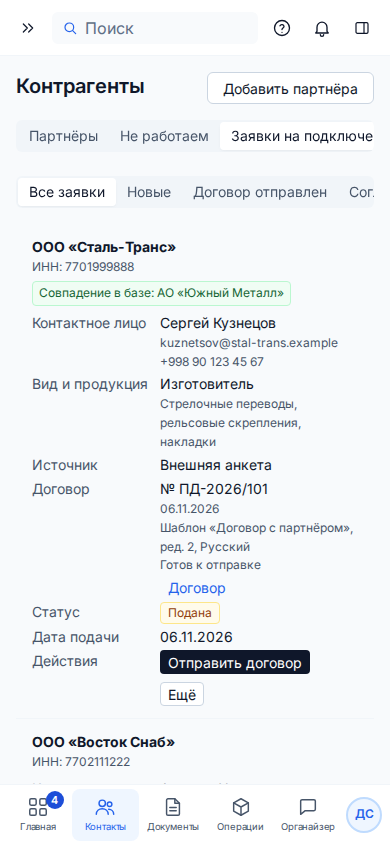 Поиск
Контрагенты
Добавить партнёра
Партнёры
Не работаем
Заявки на подключе
Все заявки
Новые
Договор отправлен
Сог.
ООО «Сталь-Транс»
ИНН: 7701999888
Совпадение в базе: АО «Южный Металл»
Контактное лицо
Сергей Кузнецов
kuznetsov@stal-trans.example
+998 90 123 45 67
Вид и продукция
Изготовитель
Стрелочные переводы,
рельсовые скрепления,
накладки
Источник
Внешняя анкета
Договор
№ ПД-2026/101
06.11.2026
Шаблон «Договор с партнёром»,
ред. 2, Русский
Готов к отправке
Договор
Статус
Подана
Дата подачи
06.11.2026
Действия
Отправить договор
Ещё
ООО «Восток Снаб»
ИНН: 7702111222
4
Главная
Контакты
Документы
Операции
Органайзер
ДС